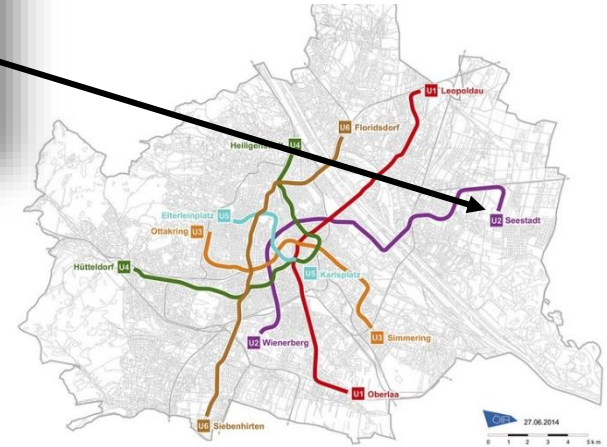 U1 Leopoldau
U6 Floridsdorf
Heiligenstadt U4
Elterleinplatz U5
U2 Seestadt
Ottakring U3
Hütteldorf U4
U5 Karlsplatz
U3 Simmering
U2 Wienerberg
U1 Oberlaa
U6 Siebenhirten
27.06.2014
0 1 2 3 4 5 km